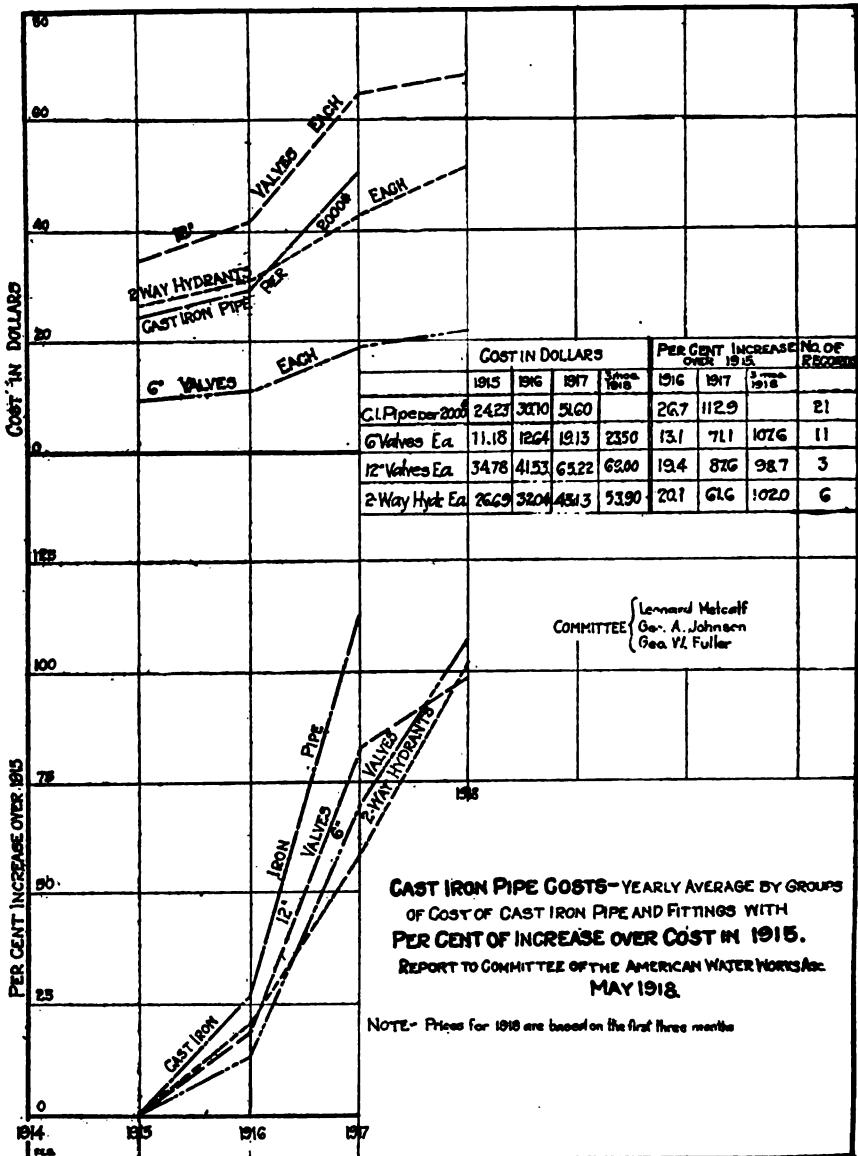 80
60
40
20
0
COST IN DOLLARS
VALVES EACH
2-WAY HYDRANTS EACH
CAST IRON PIPE PER 2000#
6" VALVES EACH
COST IN DOLLARS PER CENT INCREASE OVER 1915. NO. OF RECORDS
1915 1916 1917 3 mos. 1918 1916 1917 3 mos. 1918
C.I. Pipe per 2000# 24.23 30.70 51.60 26.7 112.9 21
6" Valves Ea. 11.18 12.64 19.13 23.50 13.1 71.1 107.6 11
12" Valves Ea. 34.78 41.53 65.22 69.00 19.4 87.6 98.7 3
2-Way Hydt. Ea. 26.69 32.04 43.13 53.90 20.1 61.6 102.0 6
125
100
75
50
25
0
PER CENT INCREASE OVER 1915
COMMITTEE
Leonard Metcalf
Geo. A. Johnson
Geo. W. Fuller
CAST IRON PIPE
12" VALVES
6" VALVES
2-WAY HYDRANTS
1918
CAST IRON PIPE COSTS - YEARLY AVERAGE BY GROUPS
OF COST OF CAST IRON PIPE AND FITTINGS WITH
PER CENT OF INCREASE OVER COST IN 1915.
REPORT TO COMMITTEE OF THE AMERICAN WATER WORKS Asc.
MAY 1918.
NOTE- Prices for 1918 are based on the first three months
1914 1915 1916 1917